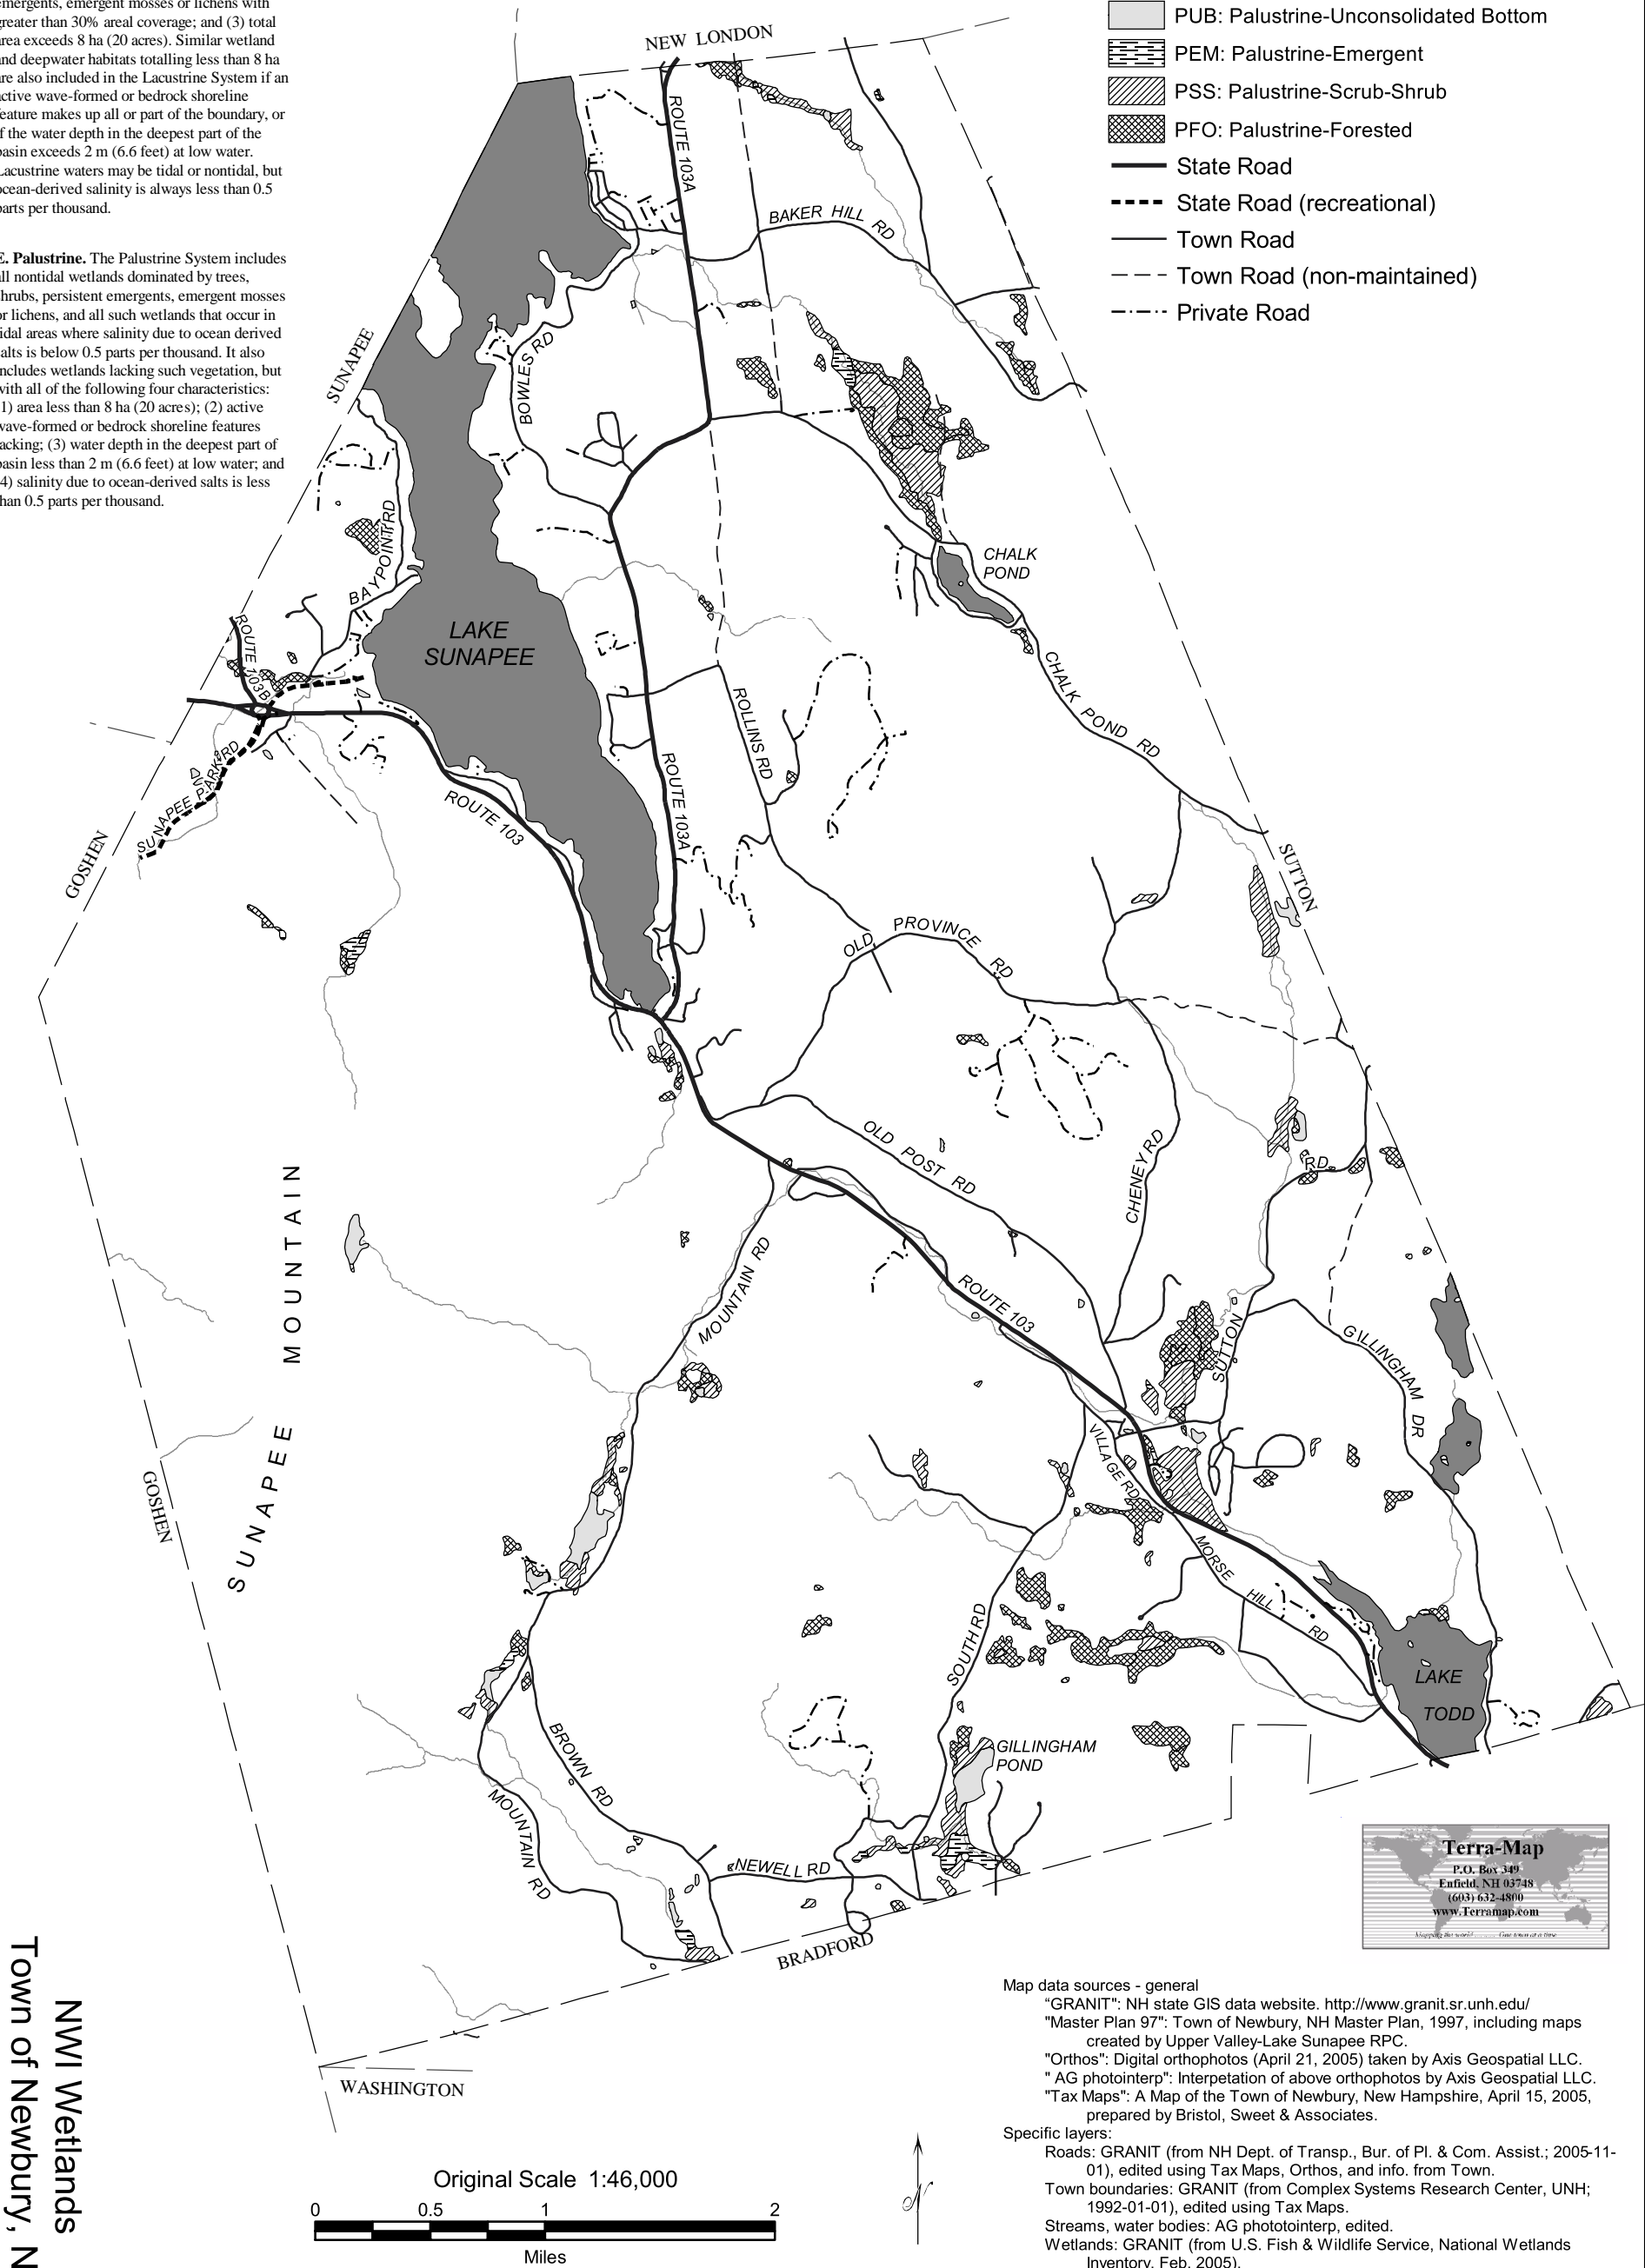 emergents, emergent mosses or lichens with
greater than 30% areal coverage; and (3) total
area exceeds 8 ha (20 acres). Similar wetland
and deepwater habitats totalling less than 8 ha
are also included in the Lacustrine System if an
active wave-formed or bedrock shoreline
feature makes up all or part of the boundary, or
if the water depth in the deepest part of the
basin exceeds 2 m (6.6 feet) at low water.
Lacustrine waters may be tidal or nontidal, but
ocean-derived salinity is always less than 0.5
parts per thousand.
E. Palustrine. The Palustrine System includes
all nontidal wetlands dominated by trees,
shrubs, persistent emergents, emergent mosses
or lichens, and all such wetlands that occur in
tidal areas where salinity due to ocean derived
salts is below 0.5 parts per thousand. It also
includes wetlands lacking such vegetation, but
with all of the following four characteristics:
(1) area less than 8 ha (20 acres); (2) active
wave-formed or bedrock shoreline features
lacking; (3) water depth in the deepest part of
basin less than 2 m (6.6 feet) at low water; and
(4) salinity due to ocean-derived salts is less
than 0.5 parts per thousand.
PUB: Palustrine-Unconsolidated Bottom
PEM: Palustrine-Emergent
PSS: Palustrine-Scrub-Shrub
PFO: Palustrine-Forested
State Road
State Road (recreational)
Town Road
Town Road (non-maintained)
Private Road
NEW LONDON
ROUTE 103A
BAKER HILL RD
SUNAPEE
BOWLES RD
BAYPOINT RD
CHALK
POND
LAKE
SUNAPEE
ROUTE 103B
CHALK POND RD
ROLLINS RD
SUNAPEE PARK RD
ROUTE 103
ROUTE 103A
GOSHEN
SUTTON
OLD PROVINCE RD
OLD POST RD
CHENEY RD
RD
SUNAPEE MOUNTAIN
MOUNTAIN RD
ROUTE 103
SUTTON
GILLINGHAM DR
VILLAGE RD
GOSHEN
MORSE HILL RD
SOUTH RD
LAKE
TODD
GILLINGHAM
POND
BROWN RD
MOUNTAIN RD
NEWELL RD
BRADFORD
WASHINGTON
Terra-Map
P.O. Box 349
Enfield, NH 03748
(603) 632-4800
www.Terramap.com
Mapping the world ........ One town at a time
NWI Wetlands
Town of Newbury, N
Original Scale 1:46,000
0 0.5 1 2
Miles
N
Map data sources - general
"GRANIT": NH state GIS data website. http://www.granit.sr.unh.edu/
"Master Plan 97": Town of Newbury, NH Master Plan, 1997, including maps
created by Upper Valley-Lake Sunapee RPC.
"Orthos": Digital orthophotos (April 21, 2005) taken by Axis Geospatial LLC.
" AG photointerp": Interpetation of above orthophotos by Axis Geospatial LLC.
"Tax Maps": A Map of the Town of Newbury, New Hampshire, April 15, 2005,
prepared by Bristol, Sweet & Associates.
Specific layers:
Roads: GRANIT (from NH Dept. of Transp., Bur. of Pl. & Com. Assist.; 2005-11-
01), edited using Tax Maps, Orthos, and info. from Town.
Town boundaries: GRANIT (from Complex Systems Research Center, UNH;
1992-01-01), edited using Tax Maps.
Streams, water bodies: AG phototointerp, edited.
Wetlands: GRANIT (from U.S. Fish & Wildlife Service, National Wetlands
Inventory, Feb. 2005).